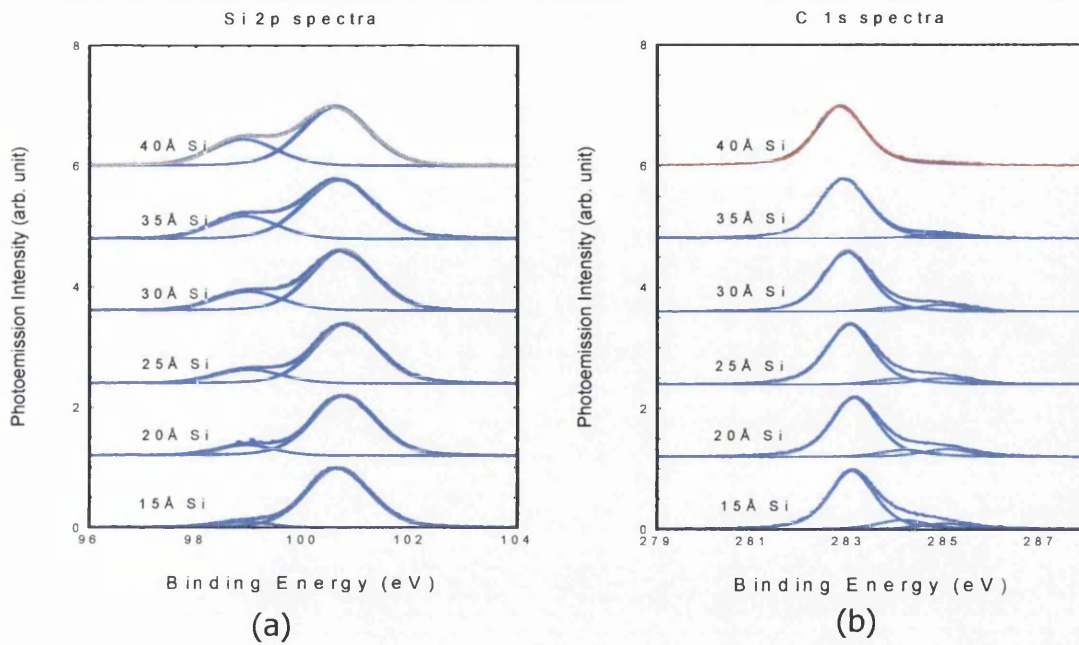 Si 2p spectra
8
6
4
2
0
40Å Si
35Å Si
30Å Si
25Å Si
20Å Si
15Å Si
96 98 100 102 104
Photoemission Intensity (arb. unit)
Binding Energy (eV)
(a)
C 1s spectra
8
6
4
2
0
40Å Si
35Å Si
30Å Si
25Å Si
20Å Si
15Å Si
279 281 283 285 287
Photoemission Intensity (arb. unit)
Binding Energy (eV)
(b)